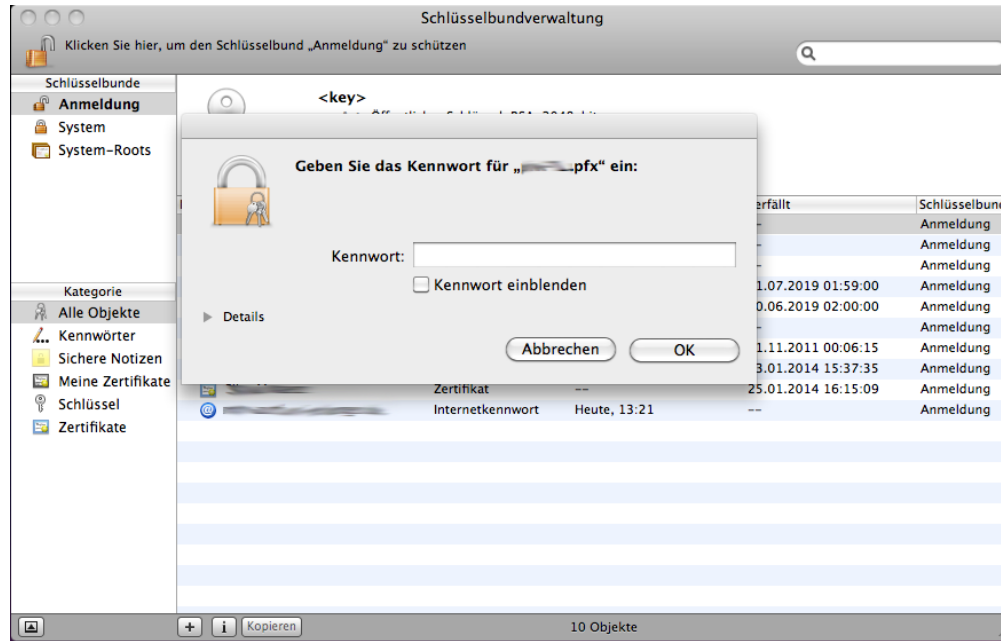 Schlüsselbundverwaltung
Klicken Sie hier, um den Schlüsselbund „Anmeldung“ zu schützen
Schlüsselbunde
Anmeldung
System
System-Roots
<key>
Geben Sie das Kennwort für „ .pfx“ ein:
Kennwort:
Kennwort einblenden
Details
Abbrechen
OK
Schlüsselbund
Anmeldung
Anmeldung
Anmeldung
1.07.2019 01:59:00 Anmeldung
0.06.2019 02:00:00 Anmeldung
Anmeldung
1.11.2011 00:06:15 Anmeldung
3.01.2014 15:37:35 Anmeldung
Zertifikat -- 25.01.2014 16:15:09 Anmeldung
Internetkennwort Heute, 13:21 -- Anmeldung
Kategorie
Alle Objekte
Kennwörter
Sichere Notizen
Meine Zertifikate
Schlüssel
Zertifikate
Kopieren
10 Objekte